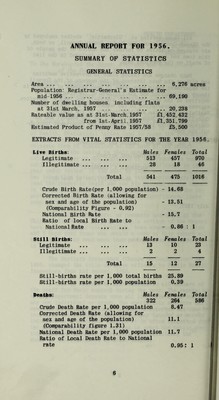 ANNUAL REPORT FOR 1956.
SUMMARY OF STATISTICS
GENERAL STATISTICS
Area ... ... ... ... ... ... ... 6,276 acres
Population: Registrar-General's Estimate for
mid-1956 ... ... ... ... ... 69,190
Number of dwelling houses including flats
at 31st March, 1957 ... ... ... 20,238
Rateable value as at 31st March, 1957 £1,452,432
from 1st April 1957 £1,351,799
Estimated Product of Penny Rate 1957/58 £5,500
EXTRACTS FROM VITAL STATISTICS FOR THE YEAR 1956.
Live Births: Males Females Total
Legitimate ... ... ... 513 457 970
Illegitimate ... ... ... 28 18 46
Total 541 475 1016
Crude Birth Rate(per 1,000 population) - 14.68
Corrected Birth Rate (allowing for
sex and age of the population) - 13.51
(Comparability Figure - 0.92)
National Birth Rate - 15.7
Ratio of local Birth Rate to
National Rate ... ... - 0.86 : 1
Still Births: Males Females Total
Legitimate ... ... ... 13 10 23
Illegitimate ... ... ... 2 2 4
Total 15 12 27
Still-births rate per 1,000 total births 25.89
Still-births rate per 1,000 population 0.39
Deaths: Males Females Total
322 264 586
Crude Death Rate per 1,000 population 8.47
Corrected Death Rate (allowing for
sex and age of the population) 11.1
(Comparability Figure 1.31)
National Death Rate per 1,000 population 11.7
Ratio of Local Death Rate to National
rate 0.95: 1
6